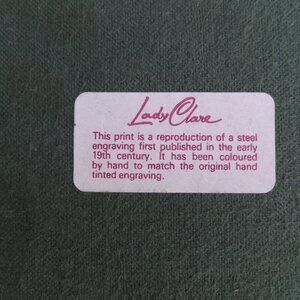 Lady Clare
This print is a reproduction of a steel
engraving first published in the early
19th century. It has been coloured
by hand to match the original hand
tinted engraving.